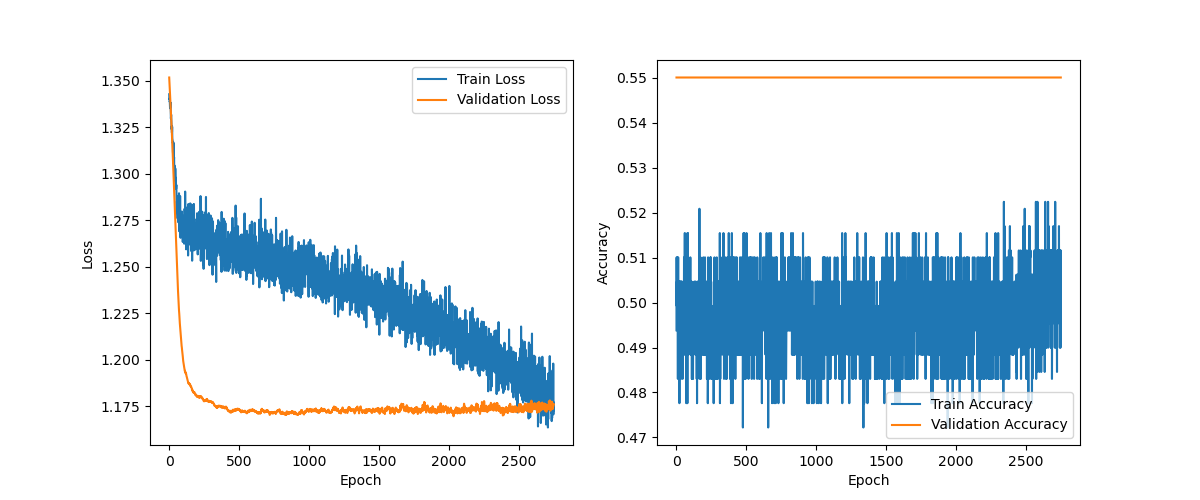 1.350
1.325
1.300
1.275
1.250
1.225
1.200
1.175
Loss
0 500 1000 1500 2000 2500
Epoch
Train Loss
Validation Loss
0.55
0.54
0.53
0.52
0.51
0.50
0.49
0.48
0.47
Accuracy
0 500 1000 1500 2000 2500
Epoch
Train Accuracy
Validation Accuracy